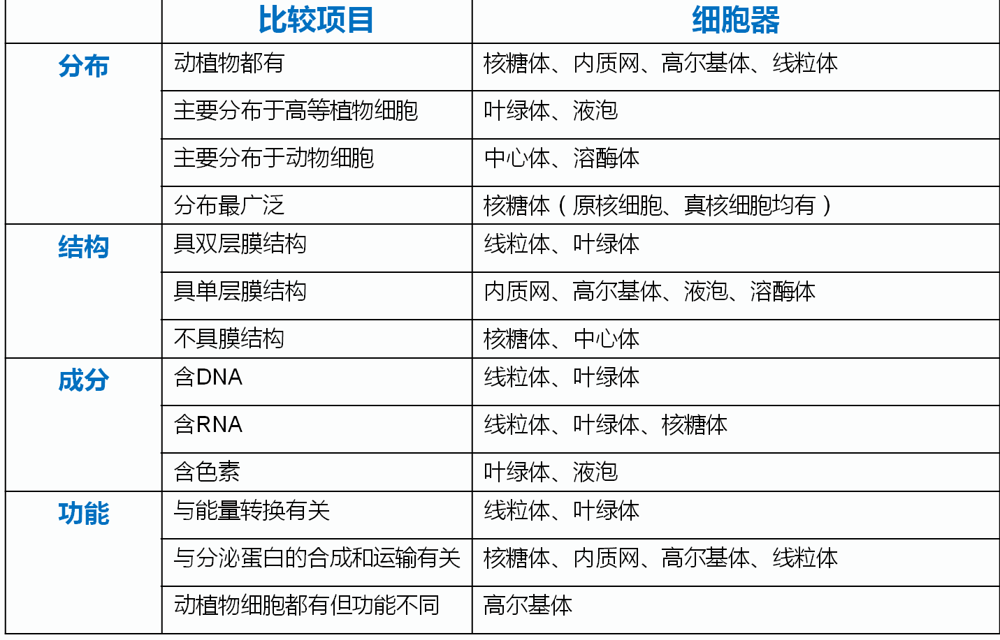 比较项目 细胞器
分布 动植物都有 核糖体、内质网、高尔基体、线粒体
主要分布于高等植物细胞 叶绿体、液泡
主要分布于动物细胞 中心体、溶酶体
分布最广泛 核糖体（原核细胞、真核细胞均有）
结构 具双层膜结构 线粒体、叶绿体
具单层膜结构 内质网、高尔基体、液泡、溶酶体
不具膜结构 核糖体、中心体
成分 含DNA 线粒体、叶绿体
含RNA 线粒体、叶绿体、核糖体
含色素 叶绿体、液泡
功能 与能量转换有关 线粒体、叶绿体
与分泌蛋白的合成和运输有关 核糖体、内质网、高尔基体、线粒体
动植物细胞都有但功能不同 高尔基体